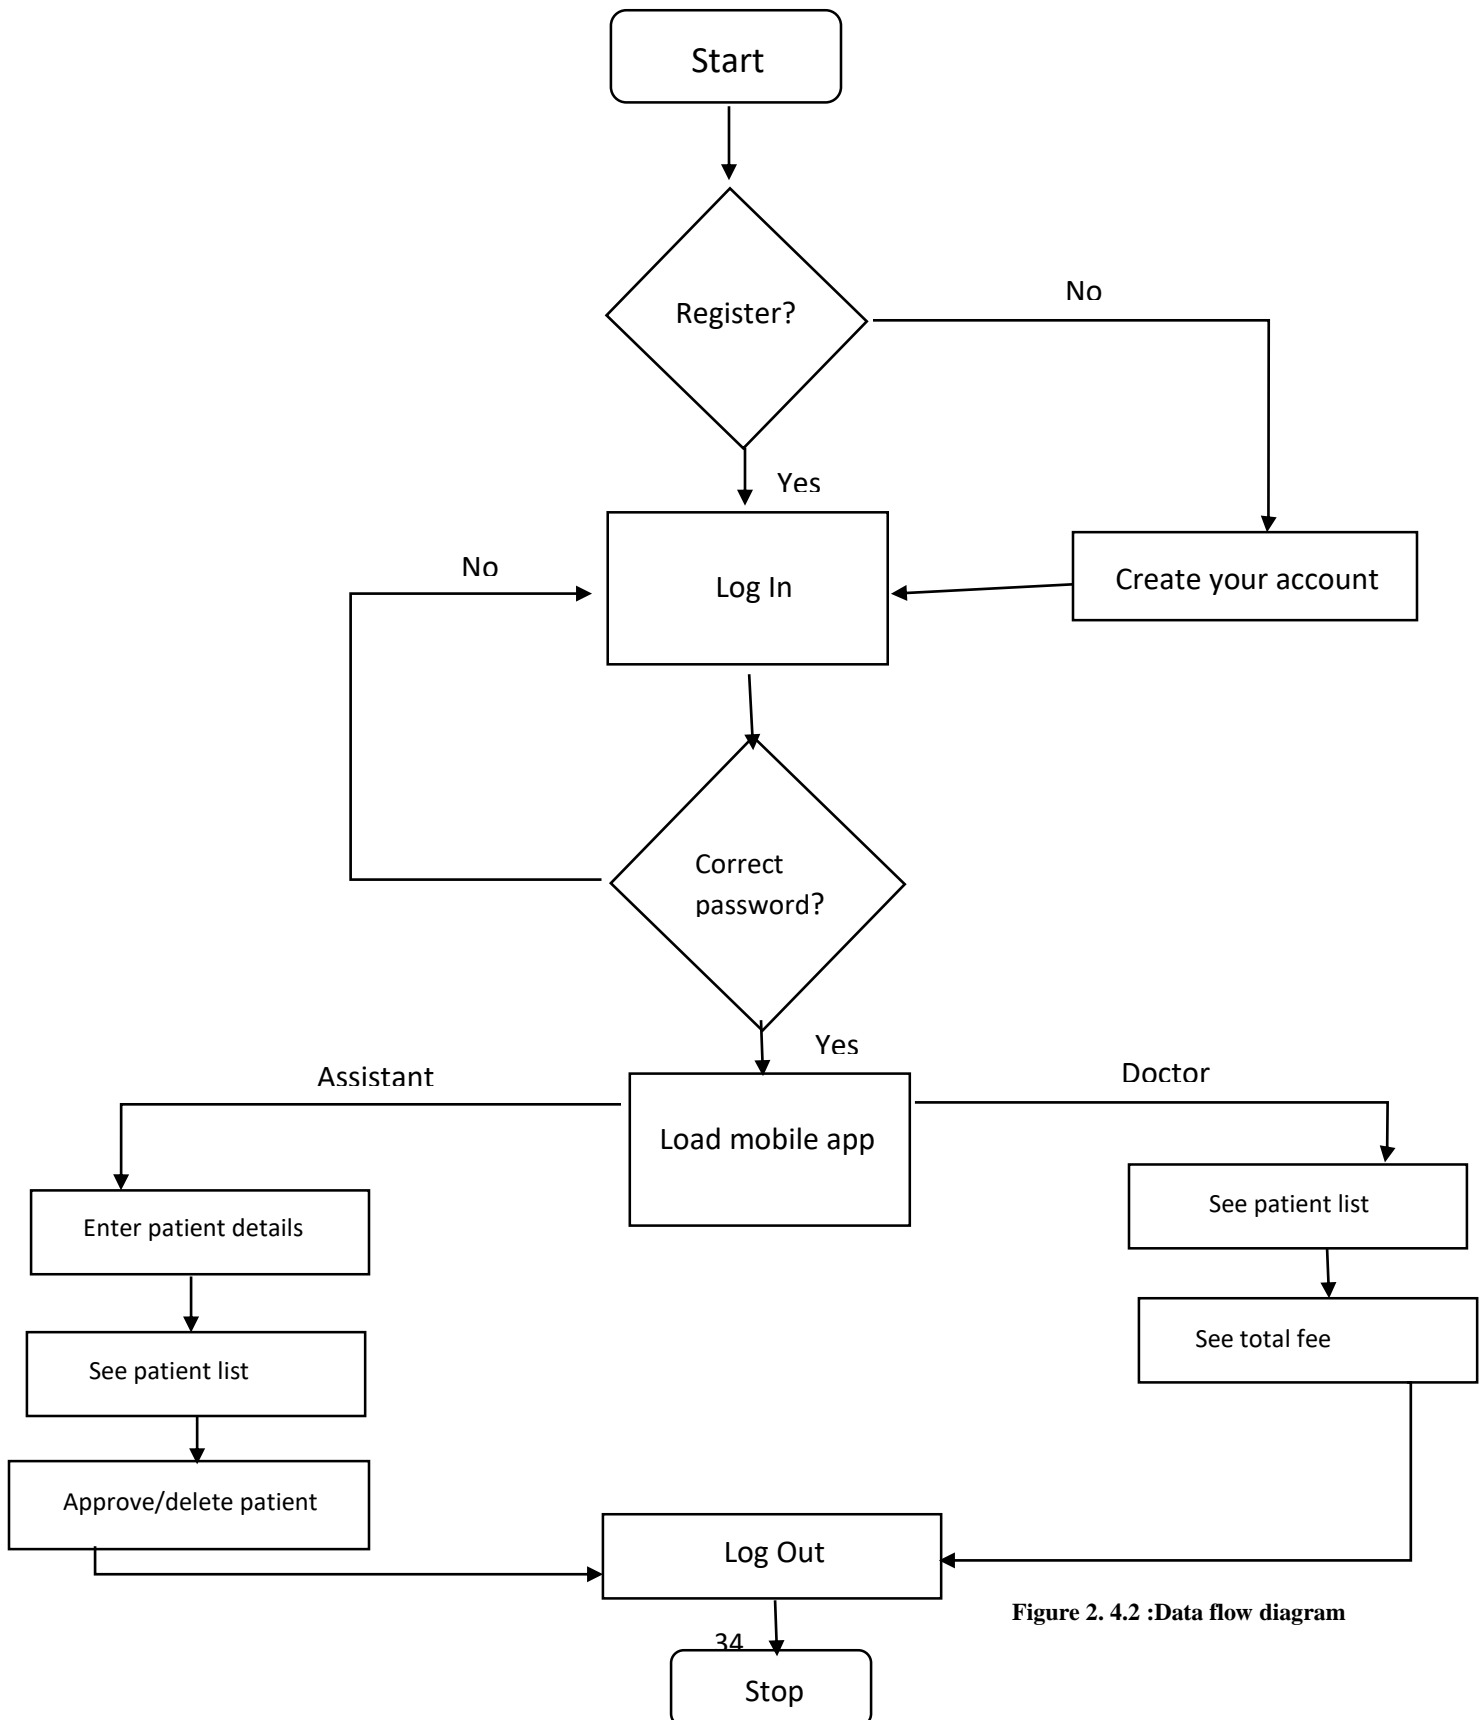 Start
Register?
No
Yes
Log In
Create your account
No
Correct
password?
Yes
Assistant
Doctor
Load mobile app
Enter patient details
See patient list
See patient list
See total fee
Approve/delete patient
Log Out
Figure 2. 4.2 :Data flow diagram
34
Stop